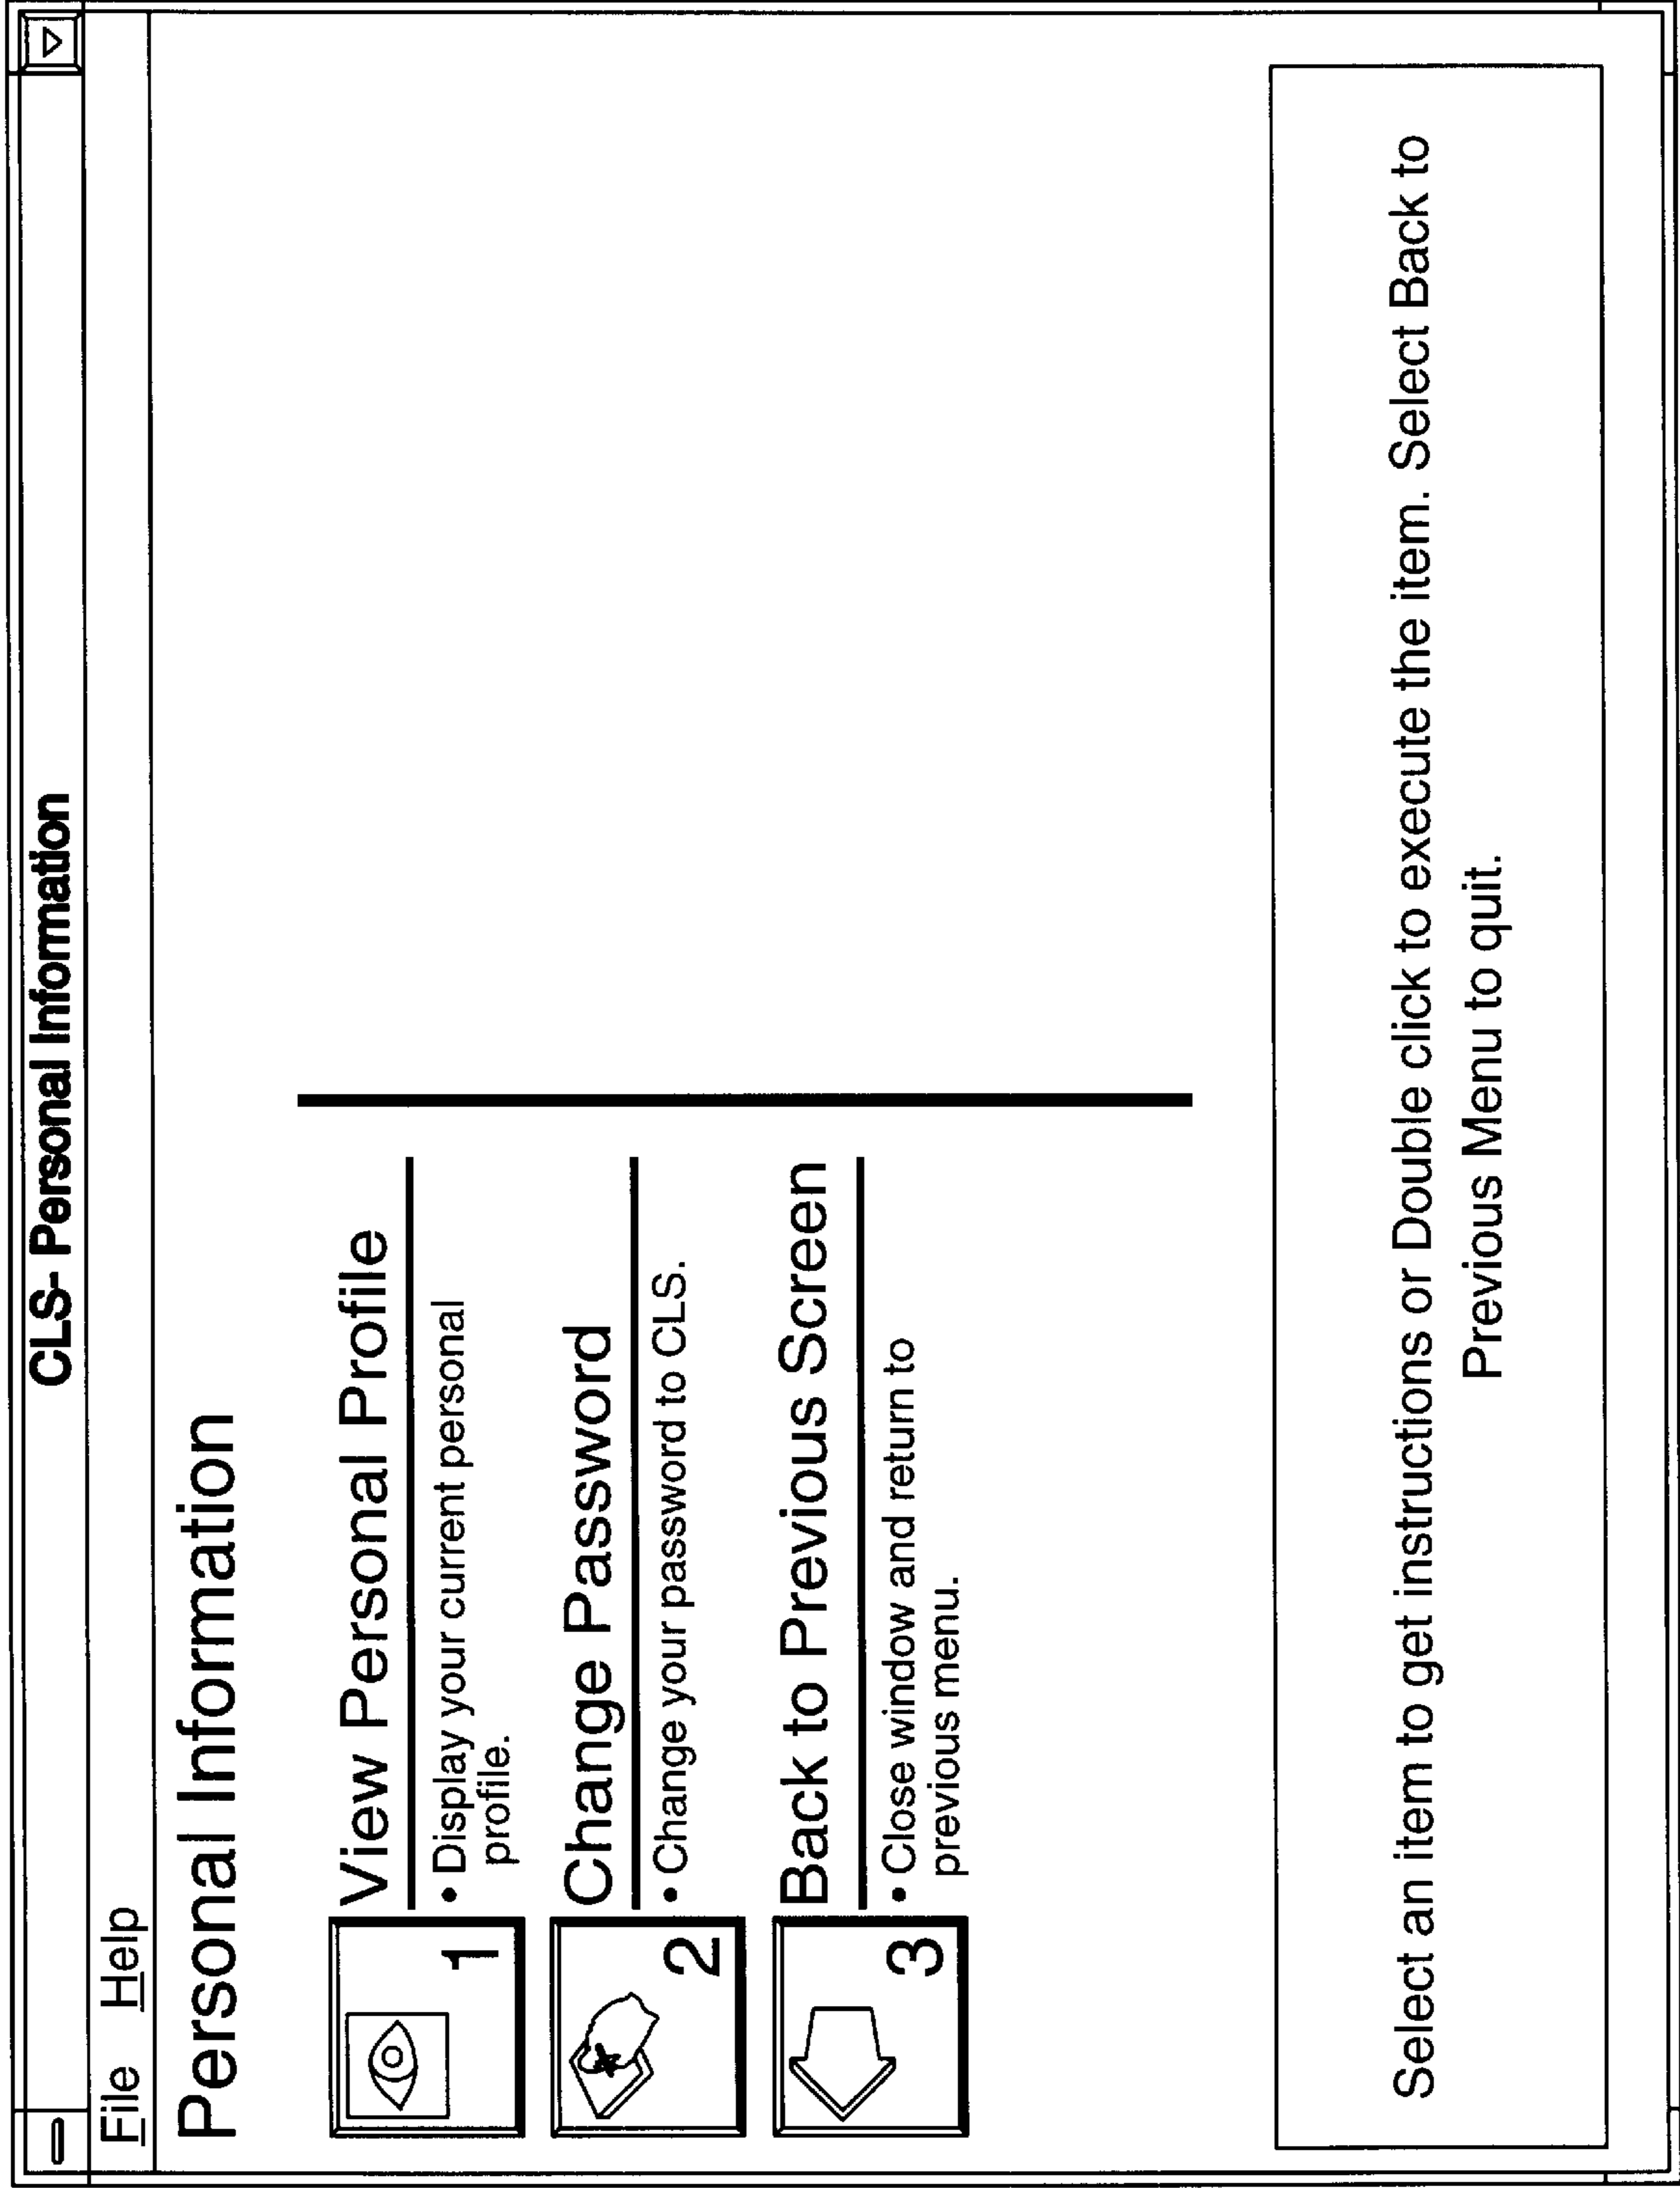 CLS- Personal Information
File Help
Personal Information
1
View Personal Profile
• Display your current personal
profile.
2
Change Password
• Change your password to CLS.
3
Back to Previous Screen
• Close window and return to
previous menu.
Select an item to get instructions or Double click to execute the item. Select Back to
Previous Menu to quit.